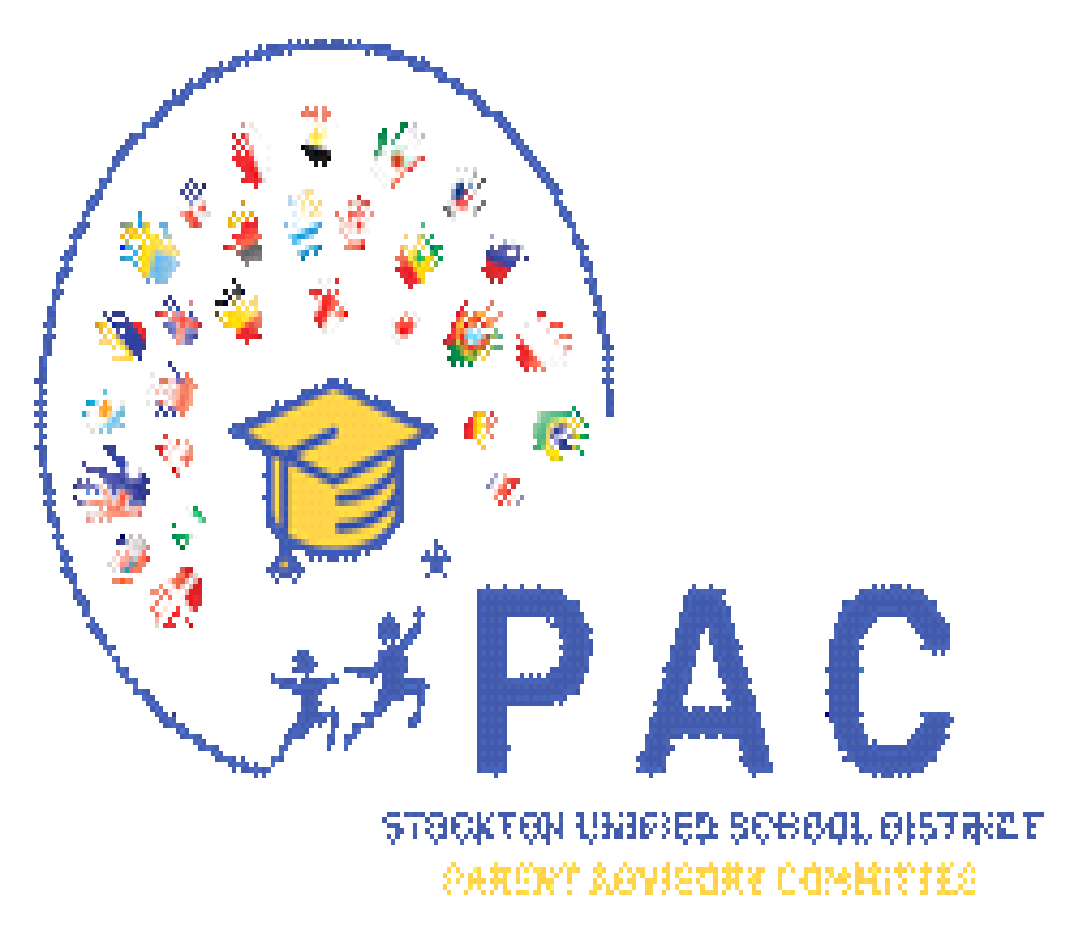 PAC
STOCKTON UNIFIED SCHOOL DISTRICT
PARENT ADVISORY COMMITTEE